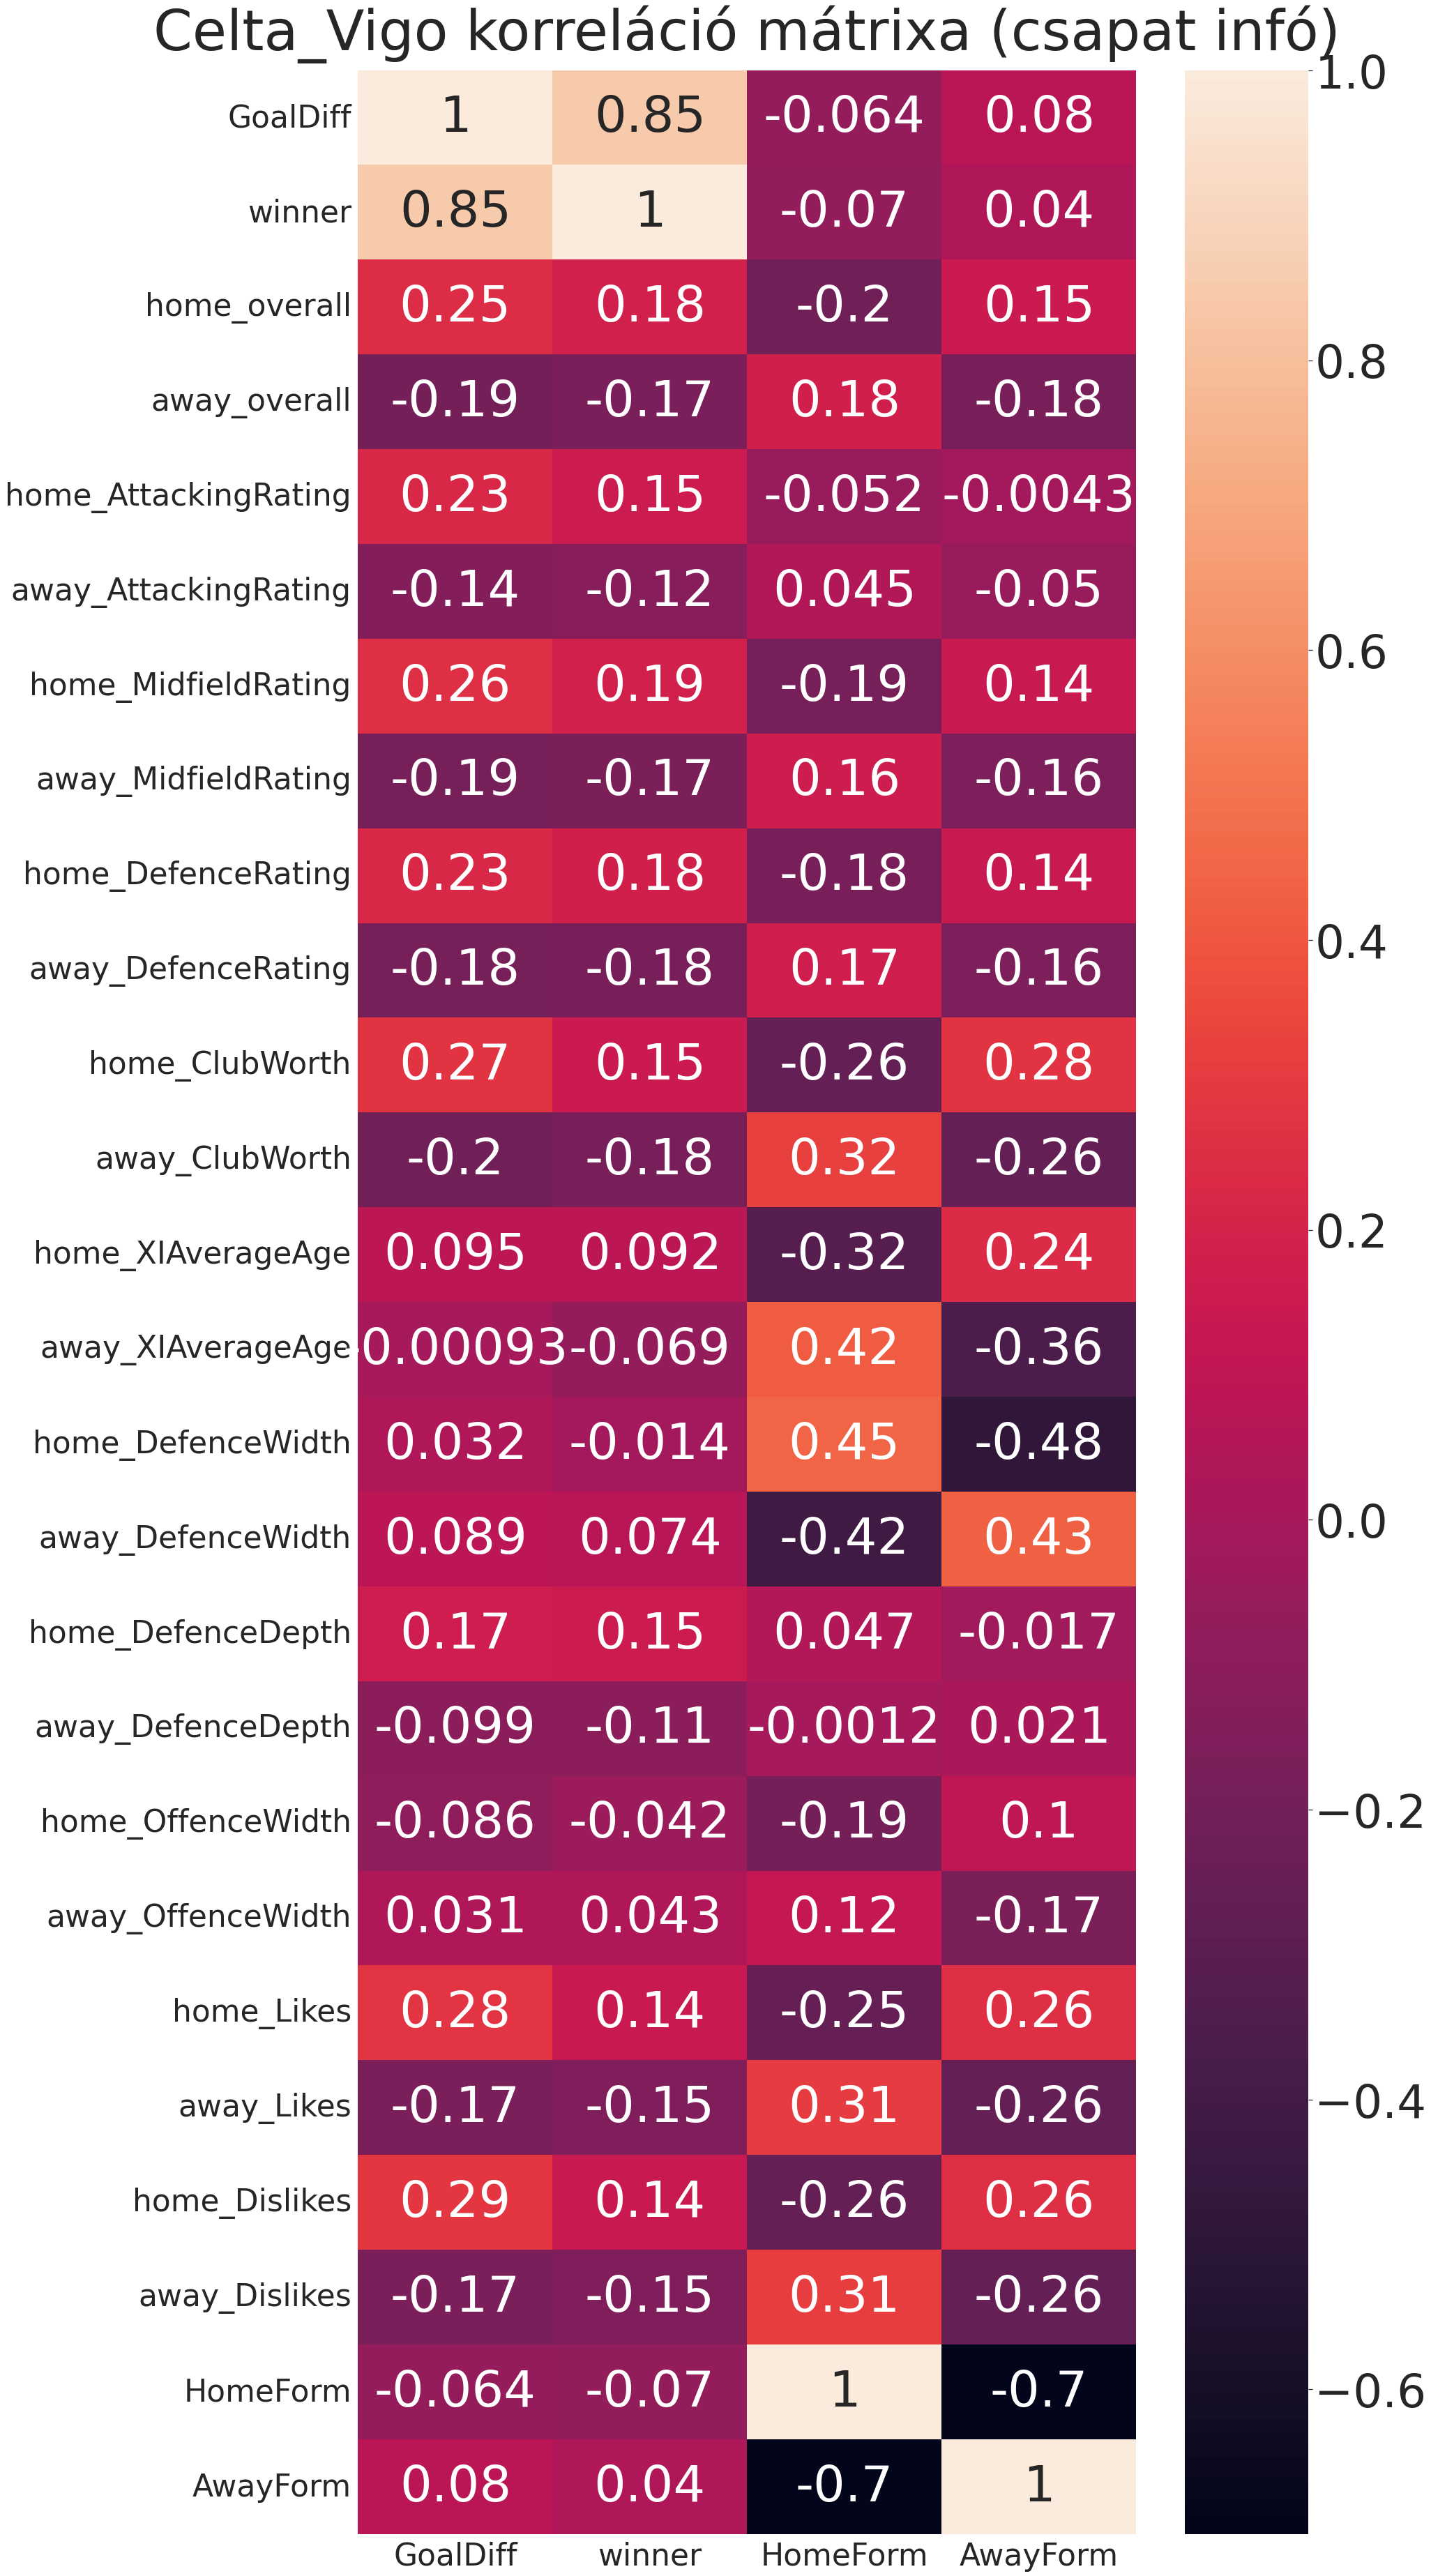 Celta_Vigo korreláció mátrixa (csapat infó)
GoalDiff 1 0.85 -0.064 0.08
winner 0.85 1 -0.07 0.04
home_overall 0.25 0.18 -0.2 0.15
away_overall -0.19 -0.17 0.18 -0.18
home_AttackingRating 0.23 0.15 -0.052 -0.0043
away_AttackingRating -0.14 -0.12 0.045 -0.05
home_MidfieldRating 0.26 0.19 -0.19 0.14
away_MidfieldRating -0.19 -0.17 0.16 -0.16
home_DefenceRating 0.23 0.18 -0.18 0.14
away_DefenceRating -0.18 -0.18 0.17 -0.16
home_ClubWorth 0.27 0.15 -0.26 0.28
away_ClubWorth -0.2 -0.18 0.32 -0.26
home_XIAverageAge 0.095 0.092 -0.32 0.24
away_XIAverageAge -0.00093 -0.069 0.42 -0.36
home_DefenceWidth 0.032 -0.014 0.45 -0.48
away_DefenceWidth 0.089 0.074 -0.42 0.43
home_DefenceDepth 0.17 0.15 0.047 -0.017
away_DefenceDepth -0.099 -0.11 -0.0012 0.021
home_OffenceWidth -0.086 -0.042 -0.19 0.1
away_OffenceWidth 0.031 0.043 0.12 -0.17
home_Likes 0.28 0.14 -0.25 0.26
away_Likes -0.17 -0.15 0.31 -0.26
home_Dislikes 0.29 0.14 -0.26 0.26
away_Dislikes -0.17 -0.15 0.31 -0.26
HomeForm -0.064 -0.07 1 -0.7
AwayForm 0.08 0.04 -0.7 1
GoalDiff winner HomeForm AwayForm
1.0
0.8
0.6
0.4
0.2
0.0
−0.2
−0.4
−0.6